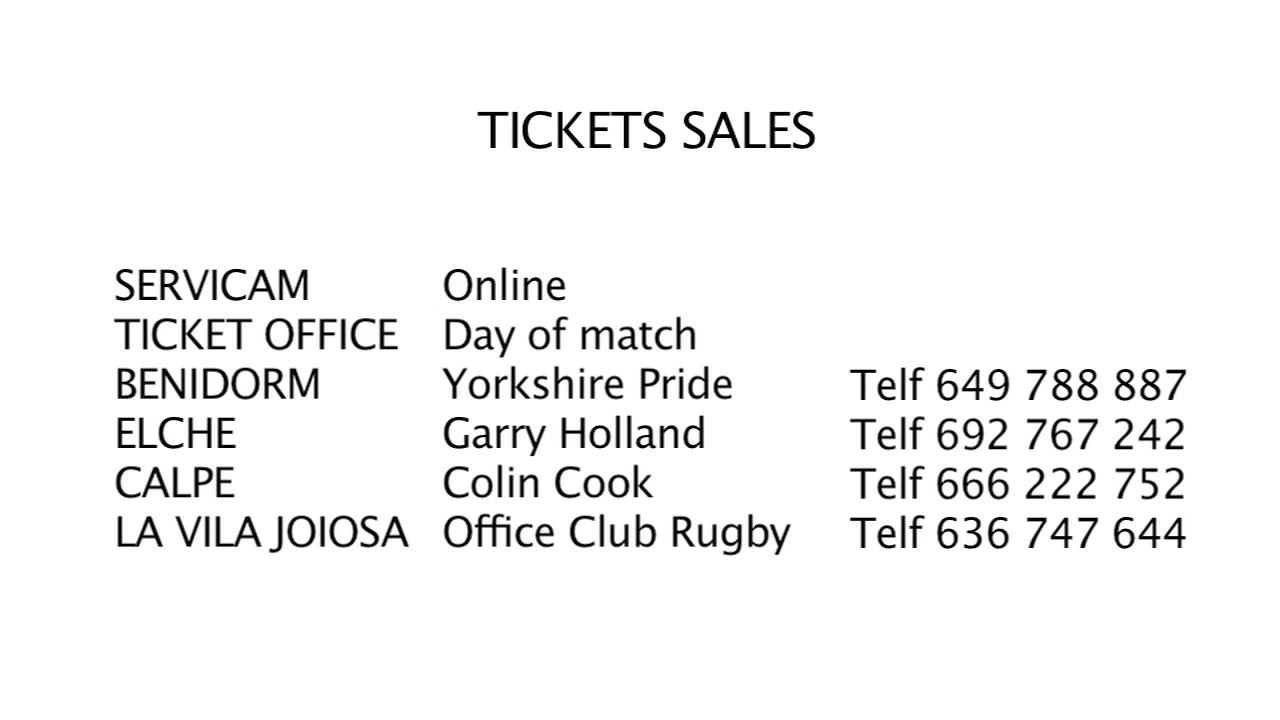 TICKETS SALES
SERVICAM Online
TICKET OFFICE Day of match
BENIDORM Yorkshire Pride Telf 649 788 887
ELCHE Garry Holland Telf 692 767 242
CALPE Colin Cook Telf 666 222 752
LA VILA JOIOSA Office Club Rugby Telf 636 747 644